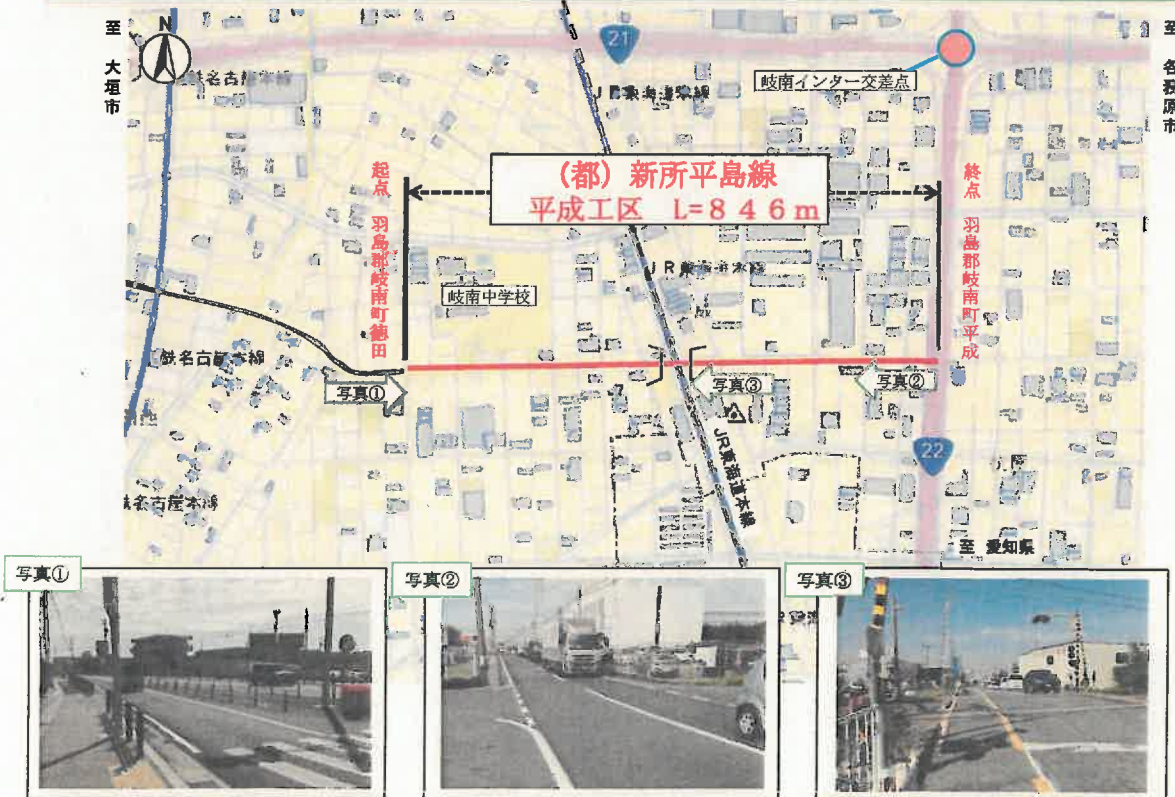 至 大垣市
N
鉄名古屋本線
21
JR東海道本線
岐南インター交差点
至 各務原市
(都)新所平島線
平成工区 L=846m
起点 羽島郡岐南町徳田
終点 羽島郡岐南町平成
岐南中学校
JR東海道本線
鉄名古屋本線
写真①
写真③
写真②
JR東海道本線
22
鉄名古屋本線
至 愛知県
写真①
写真②
写真③